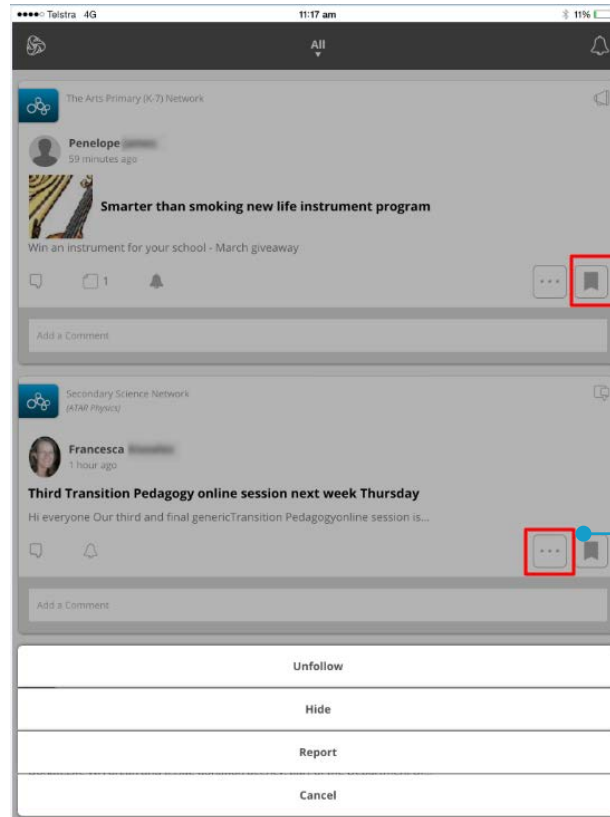 Telstra 4G 11:17 am 11%
All
The Arts Primary (K-7) Network
Penelope
59 minutes ago
Smarter than smoking new life instrument program
Win an instrument for your school - March giveaway
1
Add a Comment
Secondary Science Network
(ATAR Physics)
Francesca
1 hour ago
Third Transition Pedagogy online session next week Thursday
Hi everyone Our third and final genericTransition Pedagogyonline session is...
Add a Comment
Unfollow
Hide
Report
Cancel